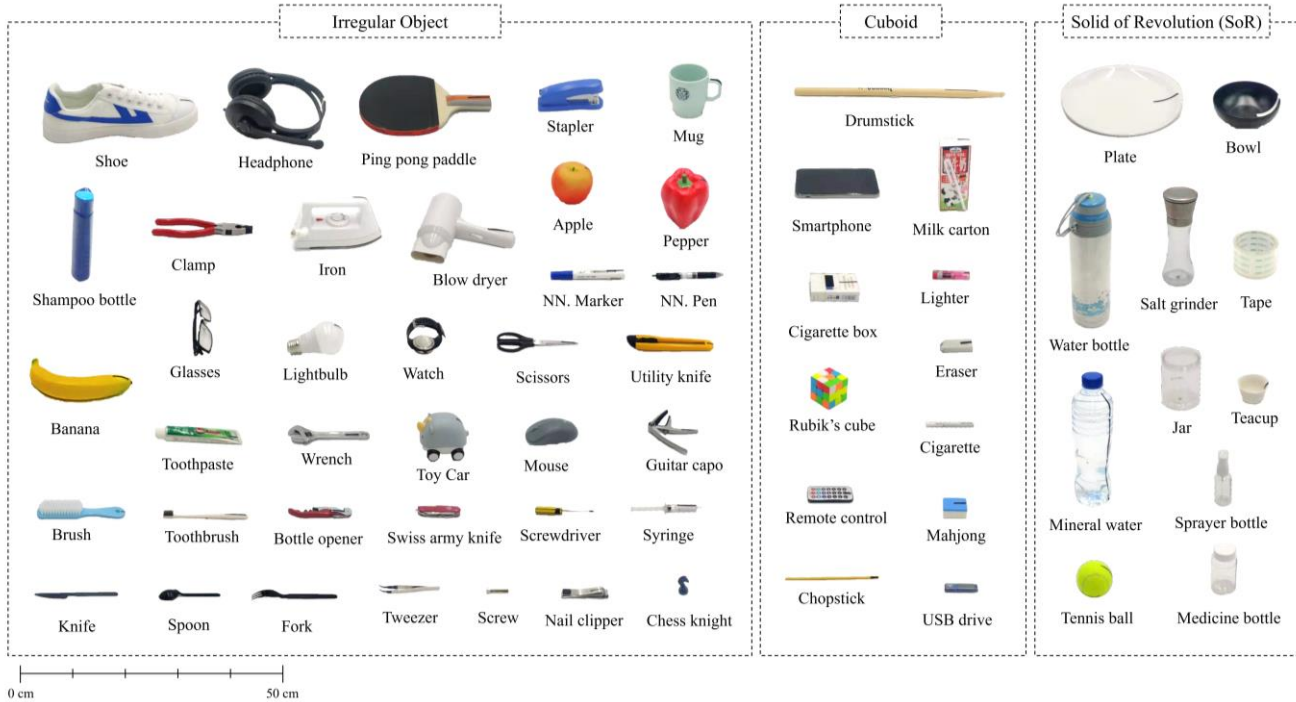 Irregular Object
Cuboid
Solid of Revolution (SoR)
Shoe
Headphone
Ping pong paddle
Stapler
Mug
Shampoo bottle
Clamp
Iron
Blow dryer
Apple
Pepper
NN. Marker
NN. Pen
Banana
Glasses
Lightbulb
Watch
Scissors
Utility knife
Toothpaste
Wrench
Toy Car
Mouse
Guitar capo
Brush
Toothbrush
Bottle opener
Swiss army knife
Screwdriver
Syringe
Knife
Spoon
Fork
Tweezer
Screw
Nail clipper
Chess knight
Drumstick
Smartphone
Milk carton
Cigarette box
Lighter
Eraser
Rubik's cube
Cigarette
Remote control
Mahjong
Chopstick
USB drive
Plate
Bowl
Water bottle
Salt grinder
Tape
Jar
Teacup
Mineral water
Sprayer bottle
Tennis ball
Medicine bottle
0 cm
50 cm